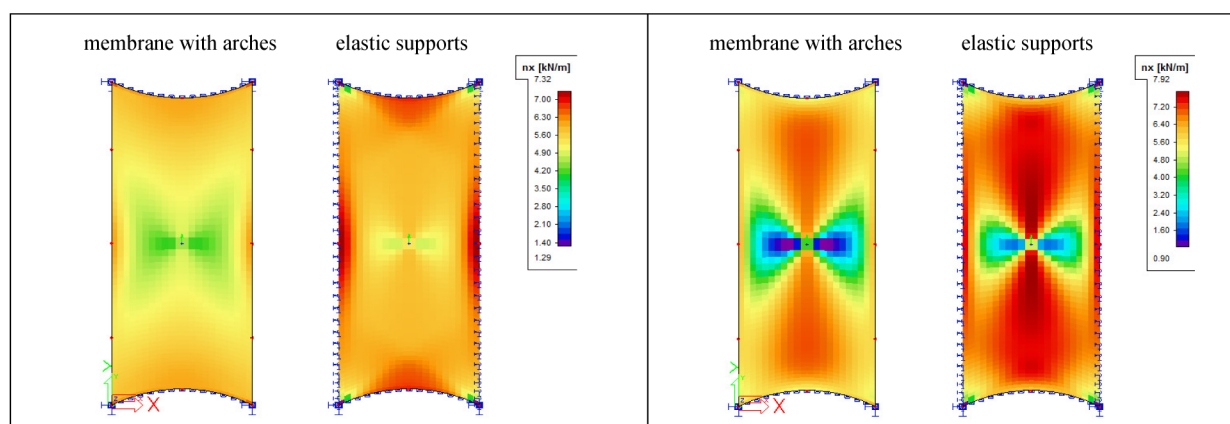 membrane with arches
elastic supports
nx [kN/m]
7.32
7.00
6.30
5.60
4.90
4.20
3.50
2.80
2.10
1.40
1.29
Y
X
membrane with arches
elastic supports
nx [kN/m]
7.92
7.20
6.40
5.60
4.80
4.00
3.20
2.40
1.60
0.90
Y
X